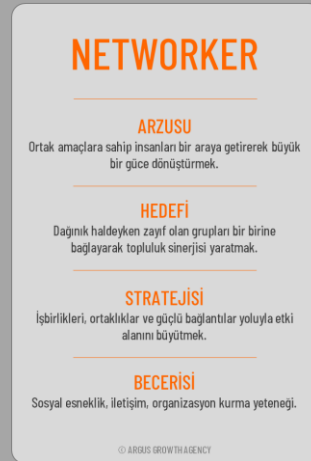 NETWORKER
ARZUSU
Ortak amaçlara sahip insanları bir araya getirerek büyük
bir güce dönüştürmek.
HEDEFİ
Dağınık haldeyken zayıf olan grupları bir birine
bağlayarak topluluk sinerjisi yaratmak.
STRATEJİSİ
İşbirlikleri, ortaklıklar ve güçlü bağlantılar yoluyla etki
alanını büyütmek.
BECERİSİ
Sosyal esneklik, iletişim, organizasyon kurma yeteneği.
© ARGUS GROWTH AGENCY